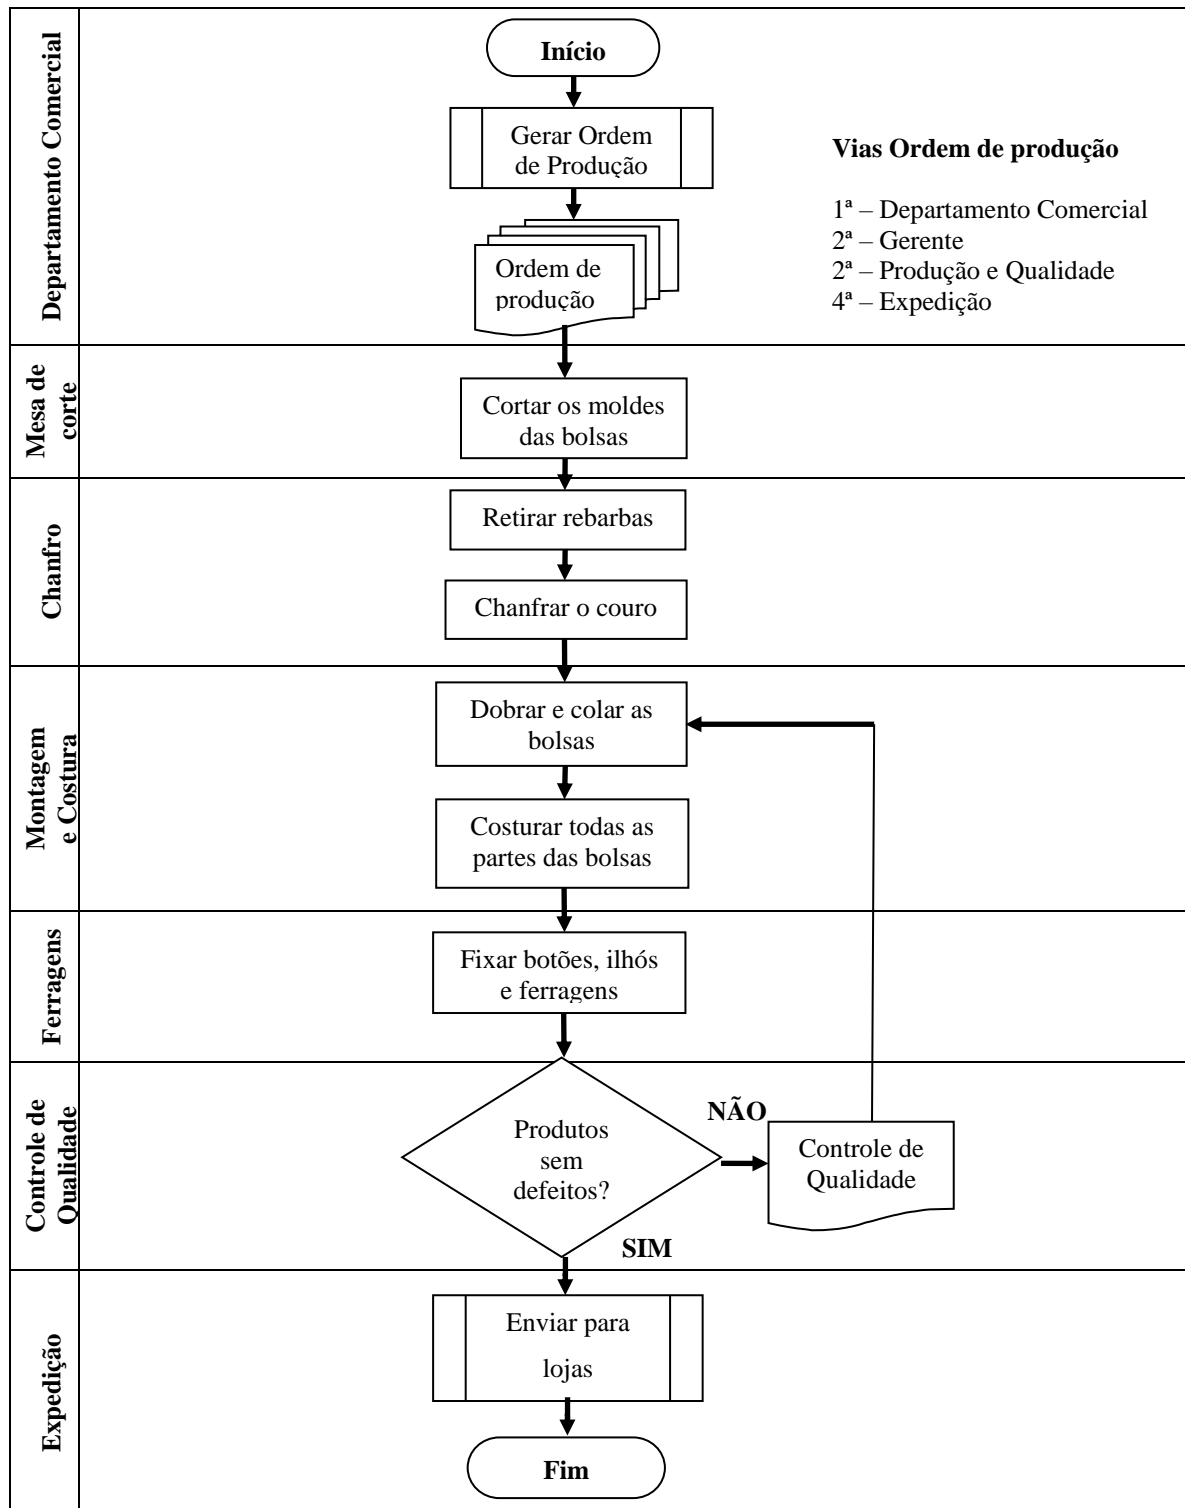 Departamento Comercial
Início
Gerar Ordem
de Produção
Ordem de
produção
Vias Ordem de produção
1ª – Departamento Comercial
2ª – Gerente
2ª – Produção e Qualidade
4ª – Expedição
Mesa de
corte
Cortar os moldes
das bolsas
Chanfro
Retirar rebarbas
Chanfrar o couro
Montagem
e Costura
Dobrar e colar as
bolsas
Costurar todas as
partes das bolsas
Ferragens
Fixar botões, ilhós
e ferragens
Controle de
Qualidade
Produtos
sem
defeitos?
NÃO
Controle de
Qualidade
SIM
Expedição
Enviar para
lojas
Fim